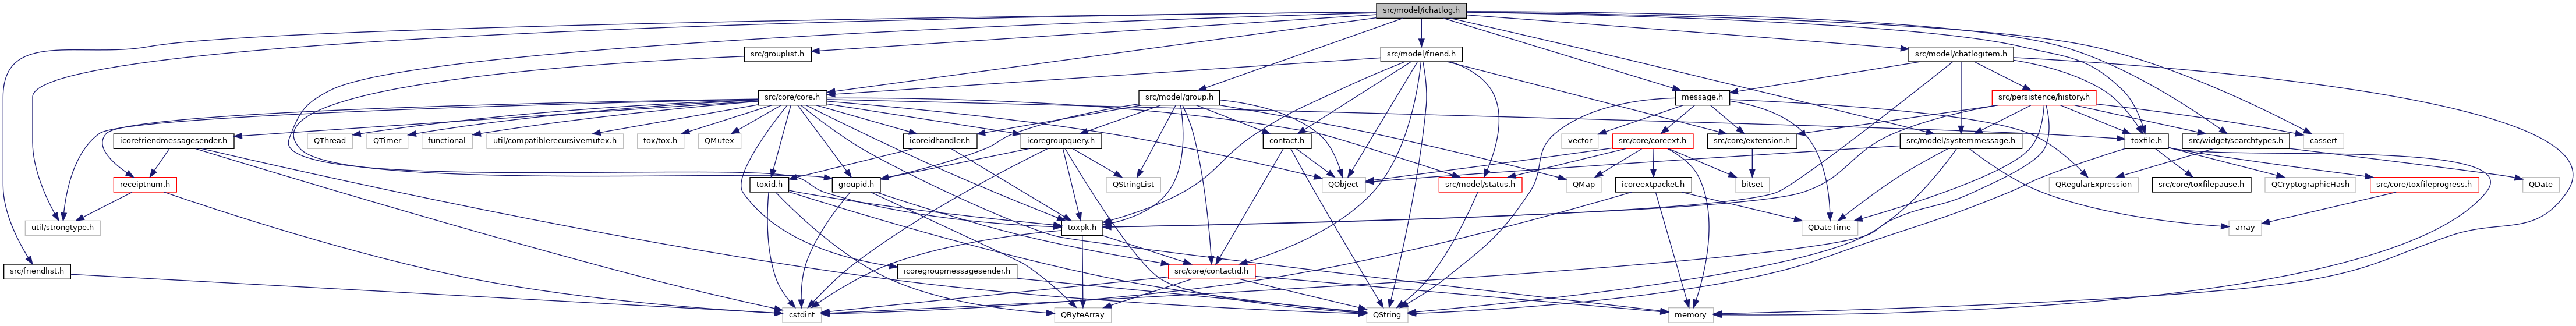 src/model/ichatlog.h
src/grouplist.h
src/model/friend.h
src/model/chatlogitem.h
src/core/core.h
src/model/group.h
message.h
src/persistence/history.h
icorefriendmessagesender.h
QThread
QTimer
functional
util/compatiblerecursivemutex.h
tox/tox.h
QMutex
icoreidhandler.h
icoregroupquery.h
contact.h
vector
src/core/coreext.h
src/core/extension.h
src/model/systemmessage.h
toxfile.h
src/widget/searchtypes.h
cassert
receiptnum.h
toxid.h
groupid.h
QStringList
QObject
src/model/status.h
QMap
icoreextpacket.h
bitset
QRegularExpression
src/core/toxfilepause.h
QCryptographicHash
src/core/toxfileprogress.h
QDate
util/strongtype.h
toxpk.h
QDateTime
array
src/friendlist.h
icoregroupmessagesender.h
src/core/contactid.h
cstdint
QByteArray
QString
memory